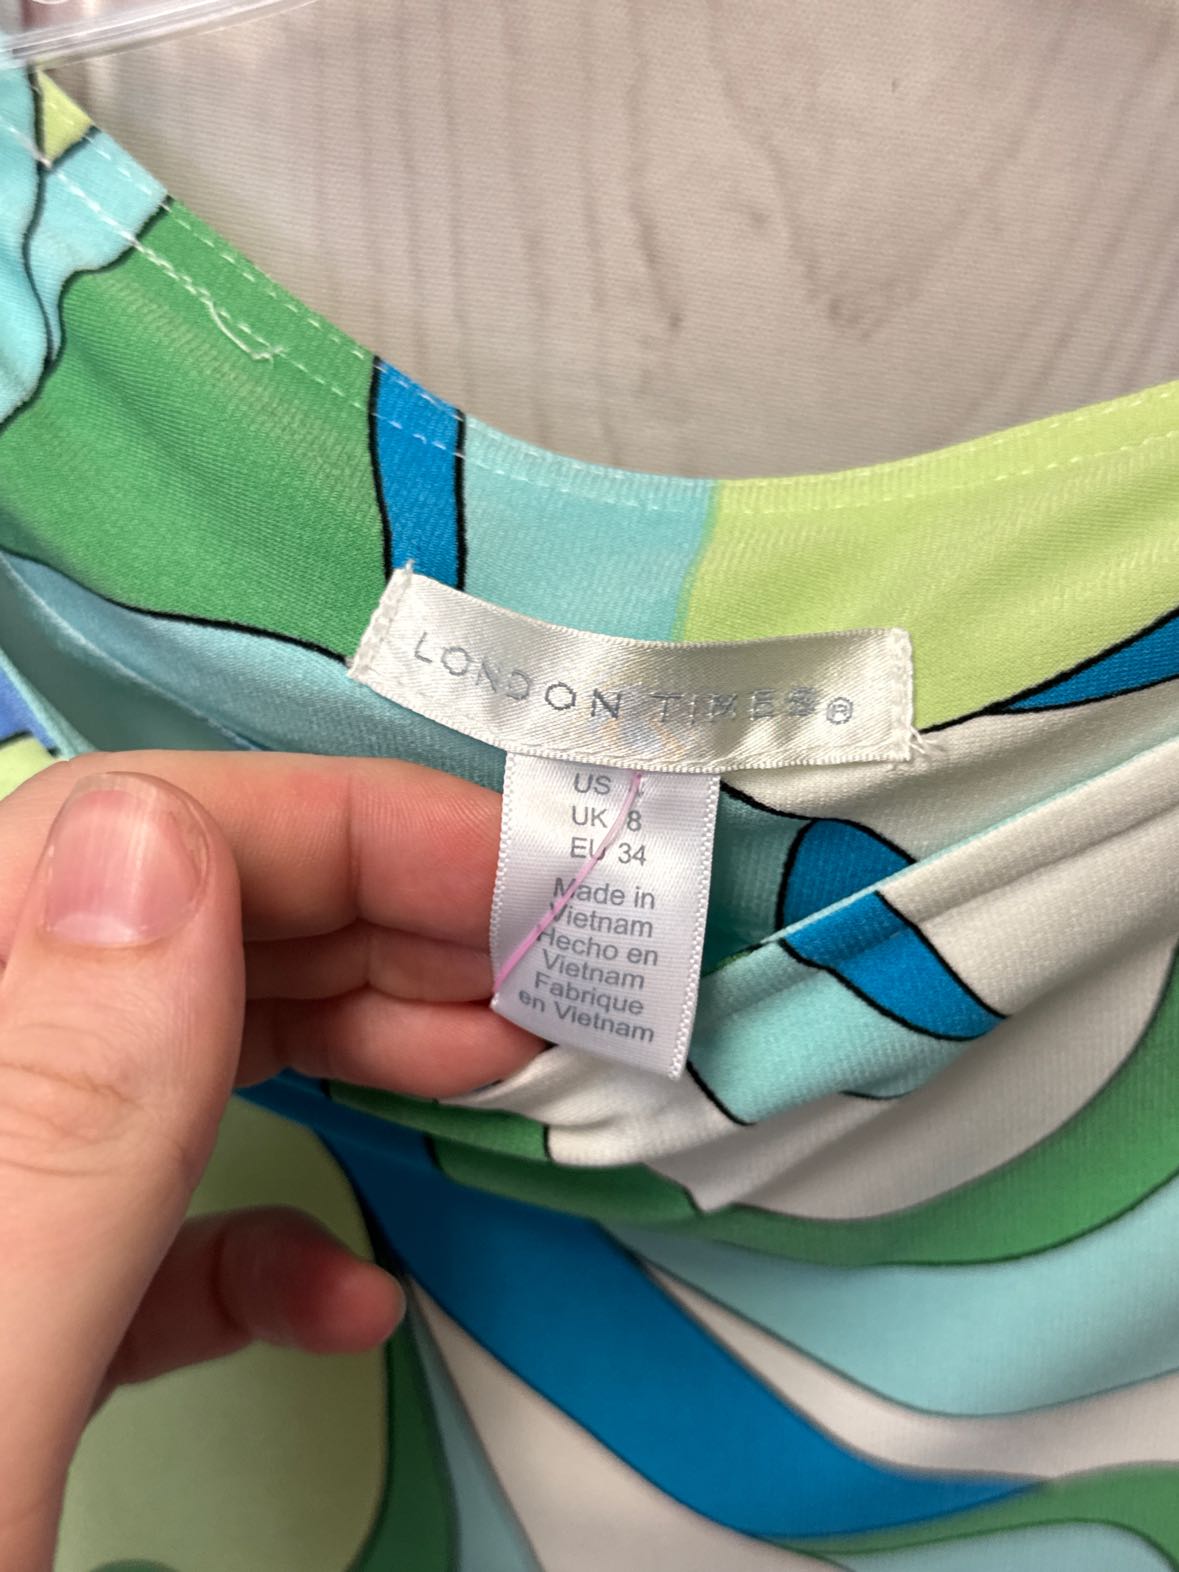 LONDON TIMES®
US
UK 8
EU 34
Made in
Vietnam
Hecho en
Vietnam
Fabrique
en Vietnam